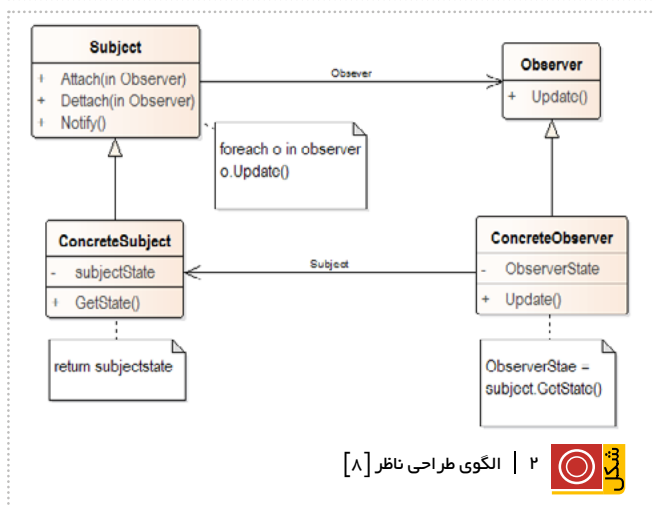 Subject
+ Attach(in Observer)
+ Dettach(in Observer)
+ Notify()
Obsever
Observer
+ Update()
foreach o in observer
o.Update()
ConcreteSubject
- subjectState
+ GetState()
Subject
ConcreteObserver
- ObserverState
+ Update()
return subjectstate
ObserverStae =
subject.GetState()
شکل ۲ | الگوی طراحی ناظر [۸]